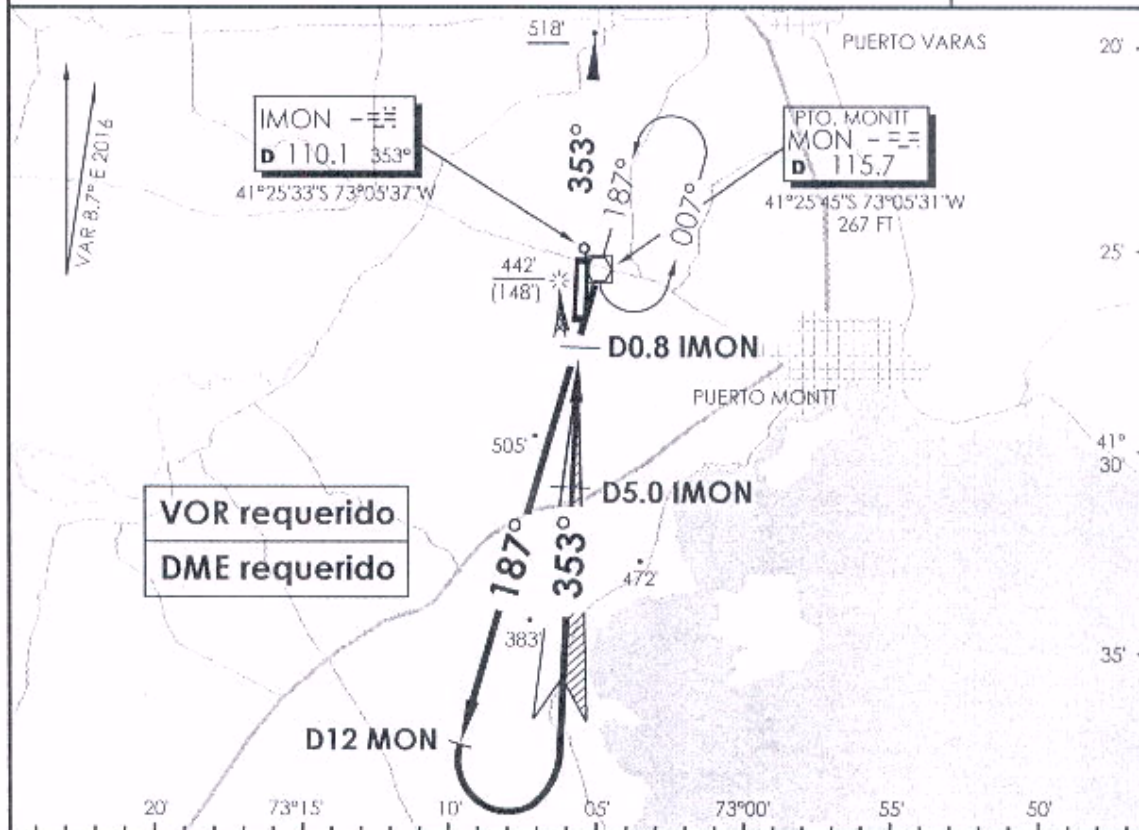 518'
PUERTO VARAS
20'
VAR 8.7° E 2016
IMON
D 110.1 353°
41°25'33"S 73°05'37"W
353°
187°
007°
PTO. MONTT
MON
D 115.7
41°25'45"S 73°05'31"W
267 FT
25'
442'
(148')
D0.8 IMON
PUERTO MONTT
505'
41°
30'
D5.0 IMON
VOR requerido
DME requerido
187°
353°
472'
383'
35'
D12 MON
20'
73°15'
10'
05'
73°00'
55'
50'